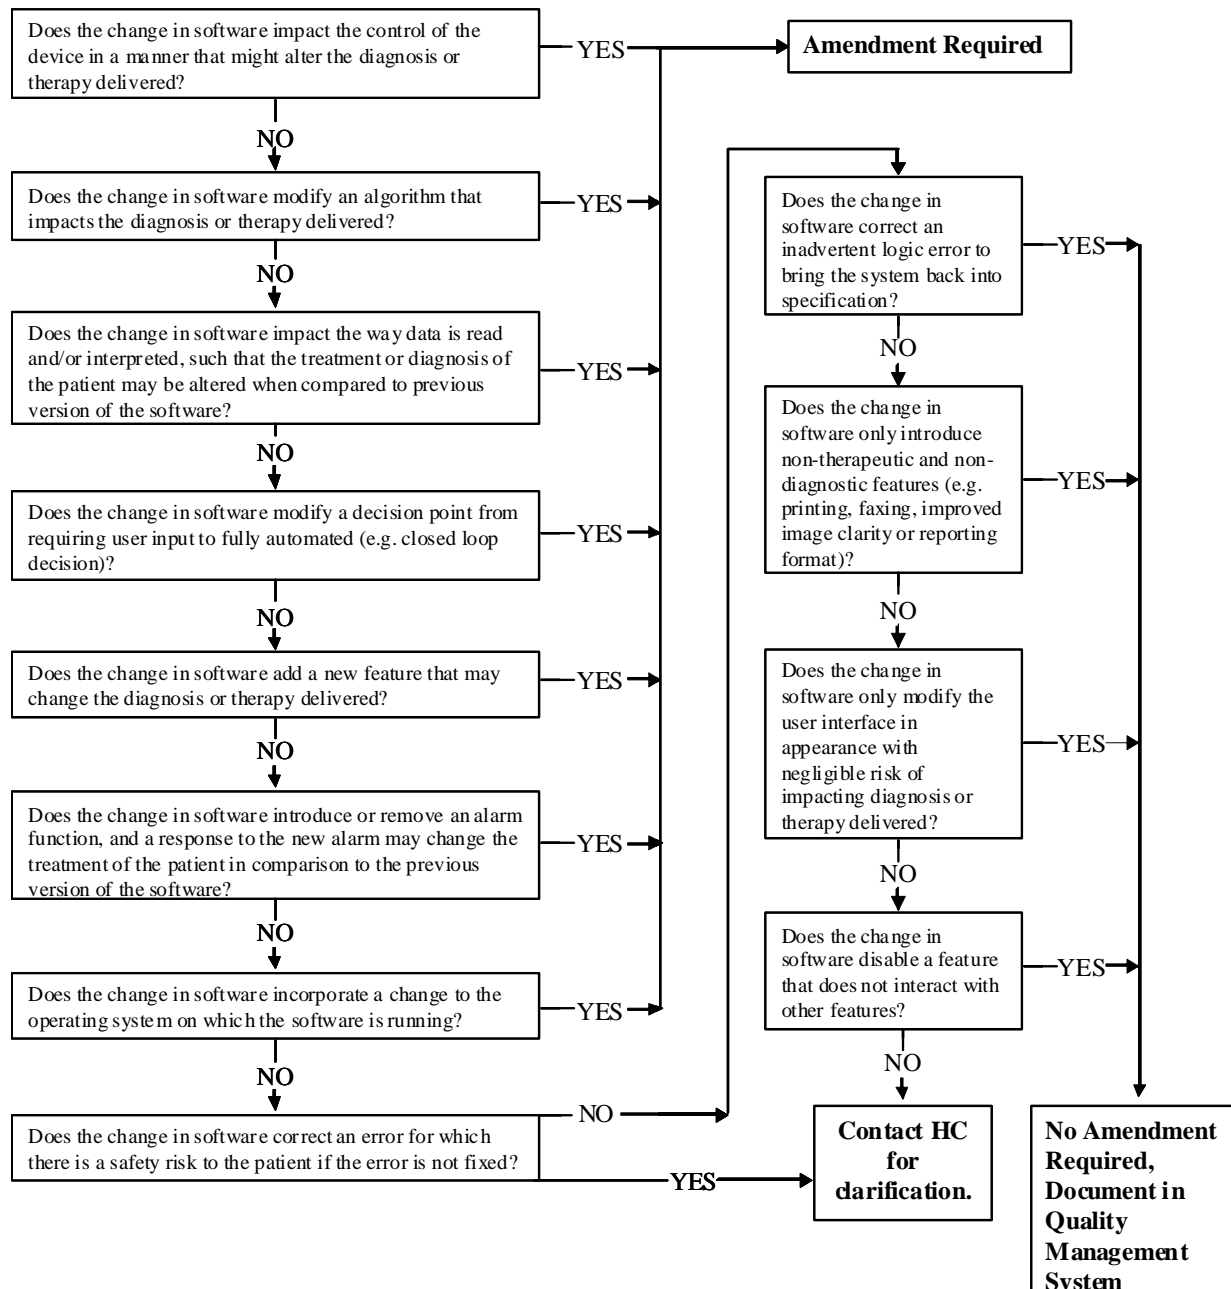 Does the change in software impact the control of the
device in a manner that might alter the diagnosis or
therapy delivered?
YES
Amendment Required
NO
Does the change in software modify an algorithm that
impacts the diagnosis or therapy delivered?
YES
NO
Does the change in software impact the way data is read
and/or interpreted, such that the treatment or diagnosis of
the patient may be altered when compared to previous
version of the software?
YES
NO
Does the change in software modify a decision point from
requiring user input to fully automated (e.g. closed loop
decision)?
YES
NO
Does the change in software add a new feature that may
change the diagnosis or therapy delivered?
YES
NO
Does the change in software introduce or remove an alarm
function, and a response to the new alarm may change the
treatment of the patient in comparison to the previous
version of the software?
YES
NO
Does the change in software incorporate a change to the
operating system on which the software is running?
YES
NO
Does the change in software correct an error for which
there is a safety risk to the patient if the error is not fixed?
NO
YES
Does the change in
software correct an
inadvertent logic error to
bring the system back into
specification?
YES
NO
Does the change in
software only introduce
non-therapeutic and non-
diagnostic features (e.g.
printing, faxing, improved
image clarity or reporting
format)?
YES
NO
Does the change in
software only modify the
user interface in
appearance with
negligible risk of
impacting diagnosis or
therapy delivered?
YES
NO
Does the change in
software disable a feature
that does not interact with
other features?
YES
NO
Contact HC
for
clarification.
No Amendment
Required,
Document in
Quality
Management
System